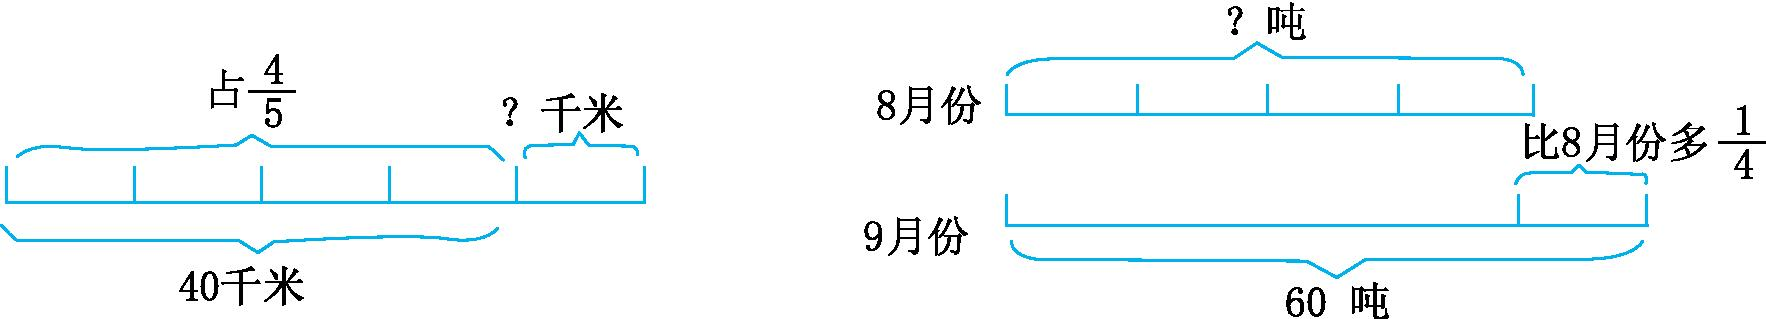 占4/5
? 千米
40千米
? 吨
8月份
比8月份多1/4
9月份
60 吨